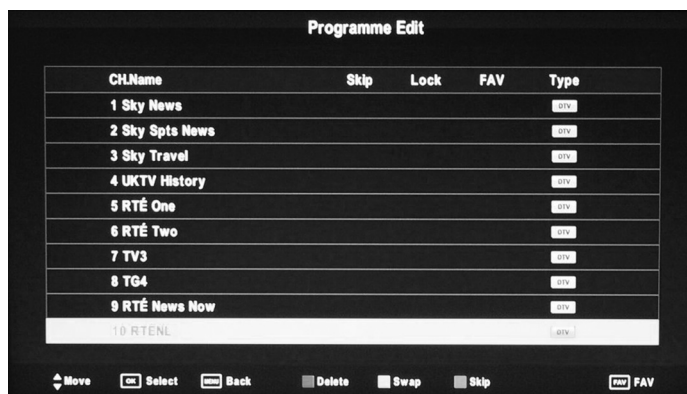 Programme Edit
CH.Name Skip Lock FAV Type
1 Sky News DTV
2 Sky Spts News DTV
3 Sky Travel DTV
4 UKTV History DTV
5 RTÉ One DTV
6 RTÉ Two DTV
7 TV3 DTV
8 TG4 DTV
9 RTÉ News Now DTV
10 RTENL DTV
Move OK Select MENU Back Delete Swap Skip FAV FAV